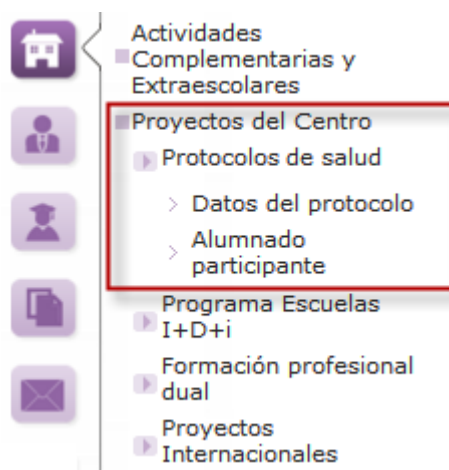 Actividades
Complementarias y
Extraescolares
Proyectos del Centro
Protocolos de salud
Datos del protocolo
Alumnado
participante
Programa Escuelas
I+D+i
Formación profesional
dual
Proyectos
Internacionales